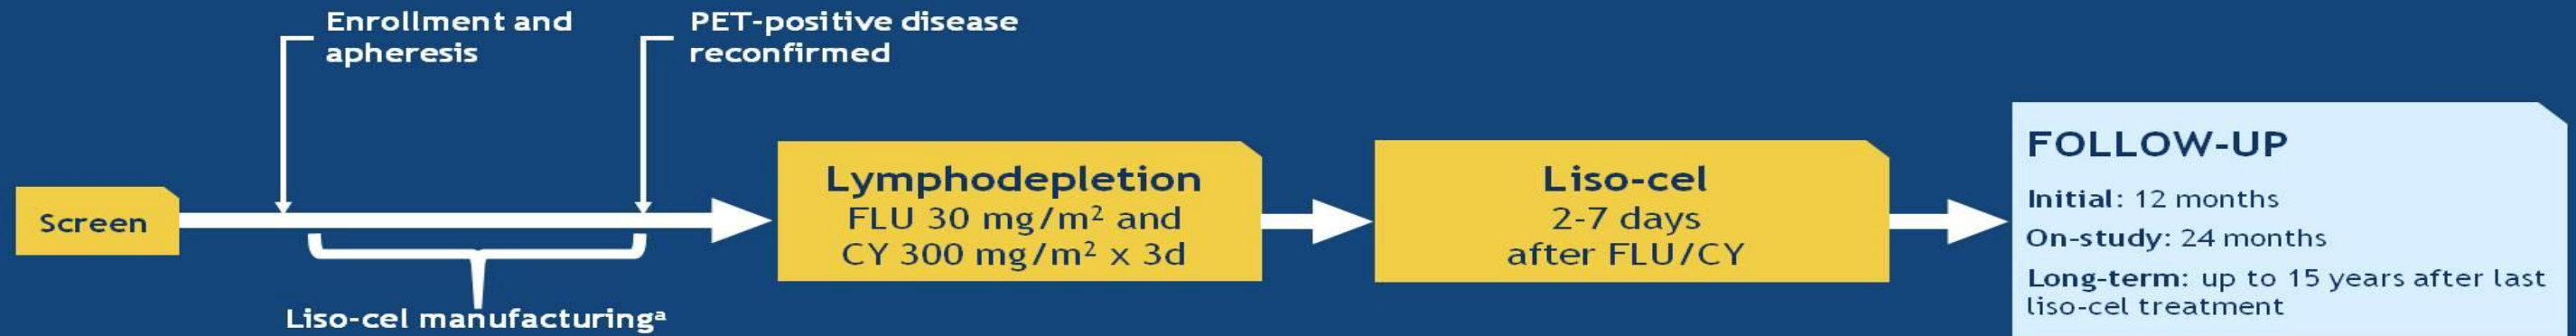 Enrollment and
apheresis
PET-positive disease
reconfirmed
Screen
Liso-cel manufacturingᵃ
Lymphodepletion
FLU 30 mg/m² and
CY 300 mg/m² x 3d
Liso-cel
2-7 days
after FLU/CY
FOLLOW-UP
Initial: 12 months
On-study: 24 months
Long-term: up to 15 years after last
liso-cel treatment